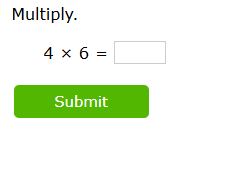 Multiply.
4 × 6 =
Submit